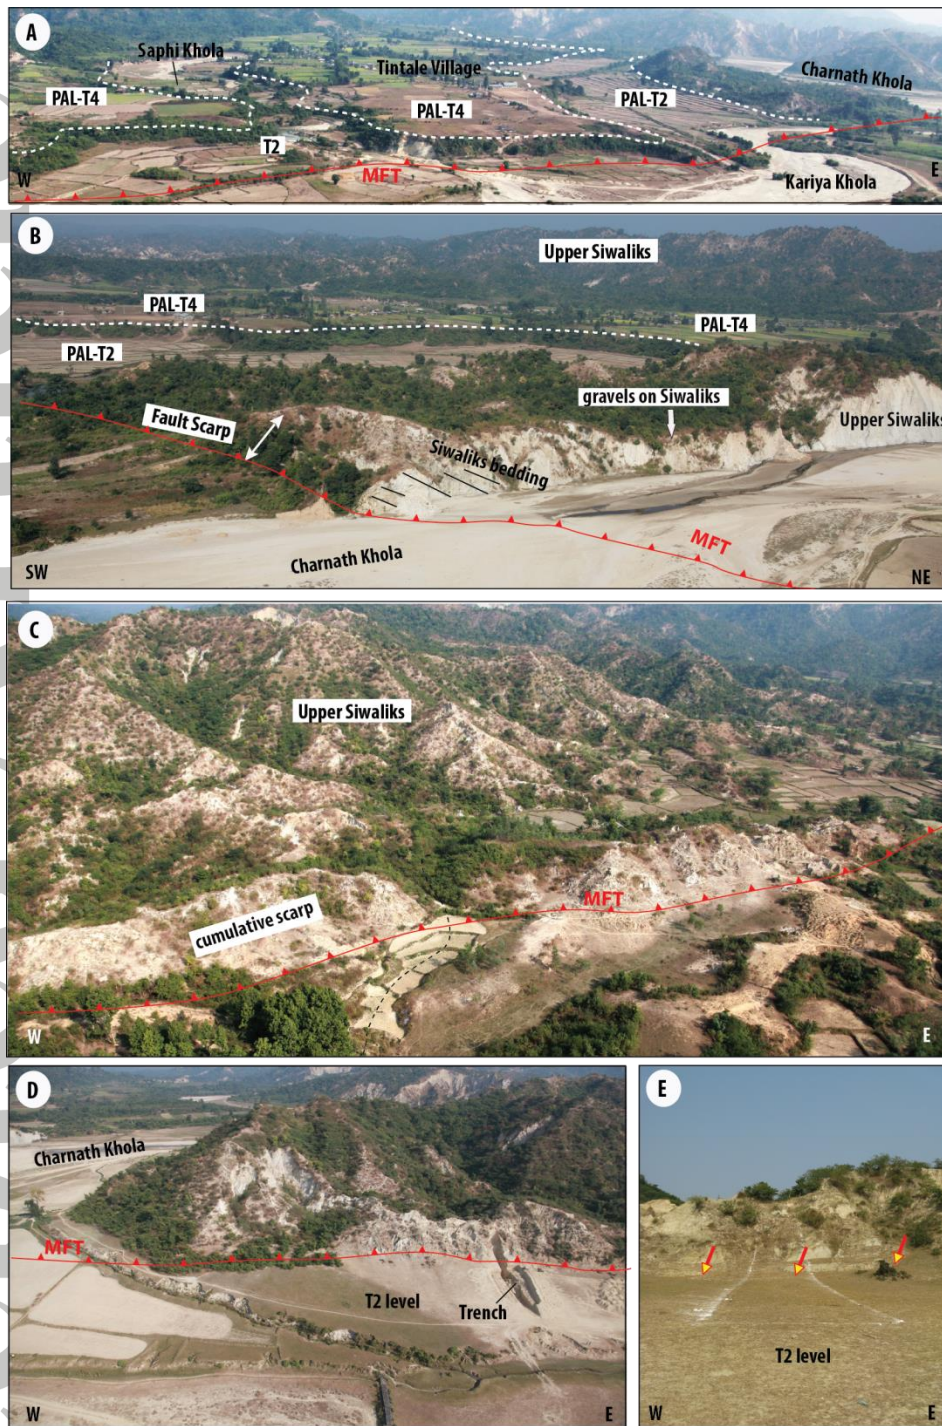 A
Saphi Khola
Tintale Village
Charnath Khola
PAL-T4
PAL-T4
PAL-T2
T2
MFT
Kariya Khola
W
E
B
Upper Siwaliks
PAL-T4
PAL-T4
PAL-T2
gravels on Siwaliks
Fault Scarp
Upper Siwaliks
Siwaliks bedding
MFT
Charnath Khola
SW
NE
C
Upper Siwaliks
MFT
cumulative scarp
W
E
D
Charnath Khola
MFT
T2 level
Trench
W
E
E
T2 level
W
E